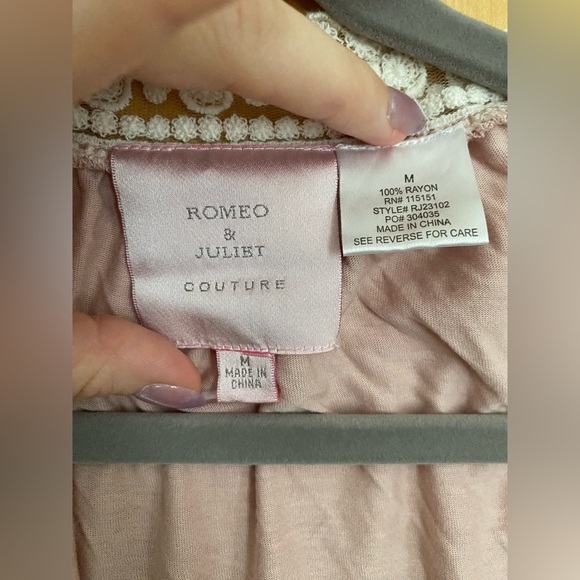 ROMEO
&
JULIET
COUTURE
M
MADE IN
CHINA
M
100% RAYON
RN# 115151
STYLE# RJ23102
PO# 304035
MADE IN CHINA
SEE REVERSE FOR CARE